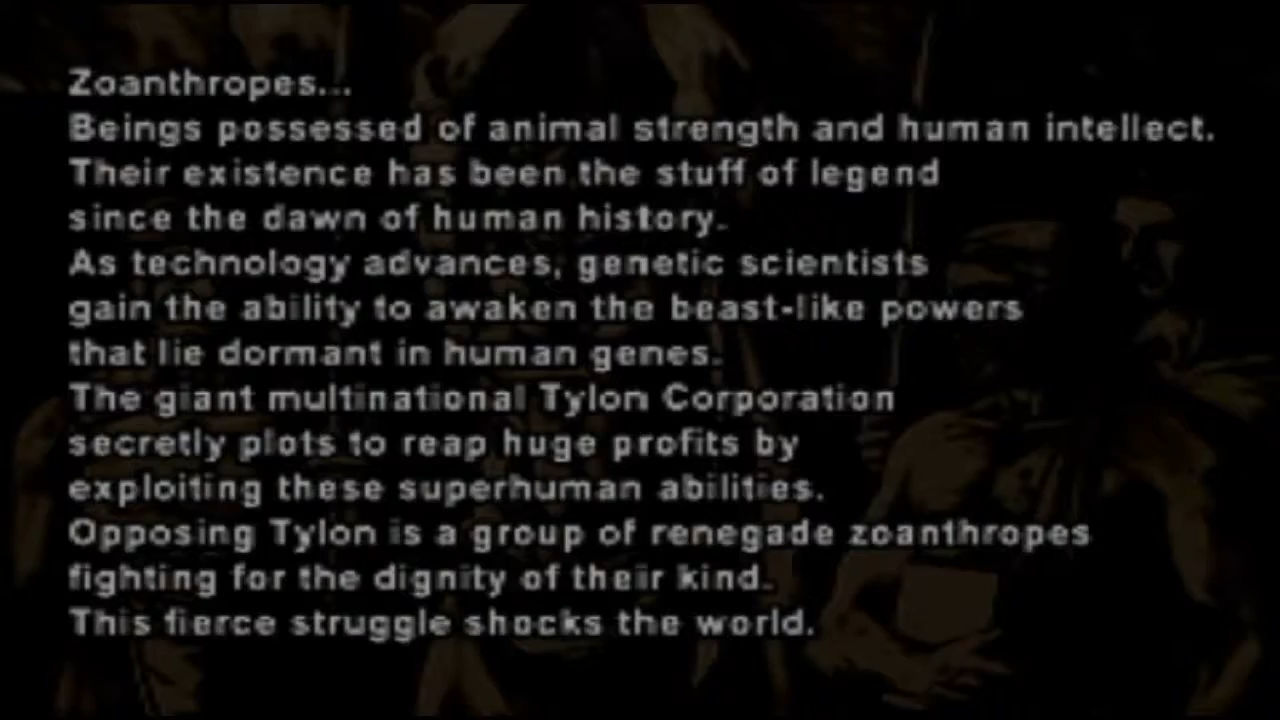 Zoanthropes...
Beings possessed of animal strength and human intellect.
Their existence has been the stuff of legend
since the dawn of human history.
As technology advances, genetic scientists
gain the ability to awaken the beast-like powers
that lie dormant in human genes.
The giant multinational Tylon Corporation
secretly plots to reap huge profits by
exploiting these superhuman abilities.
Opposing Tylon is a group of renegade zoanthropes
fighting for the dignity of their kind.
This fierce struggle shocks the world.